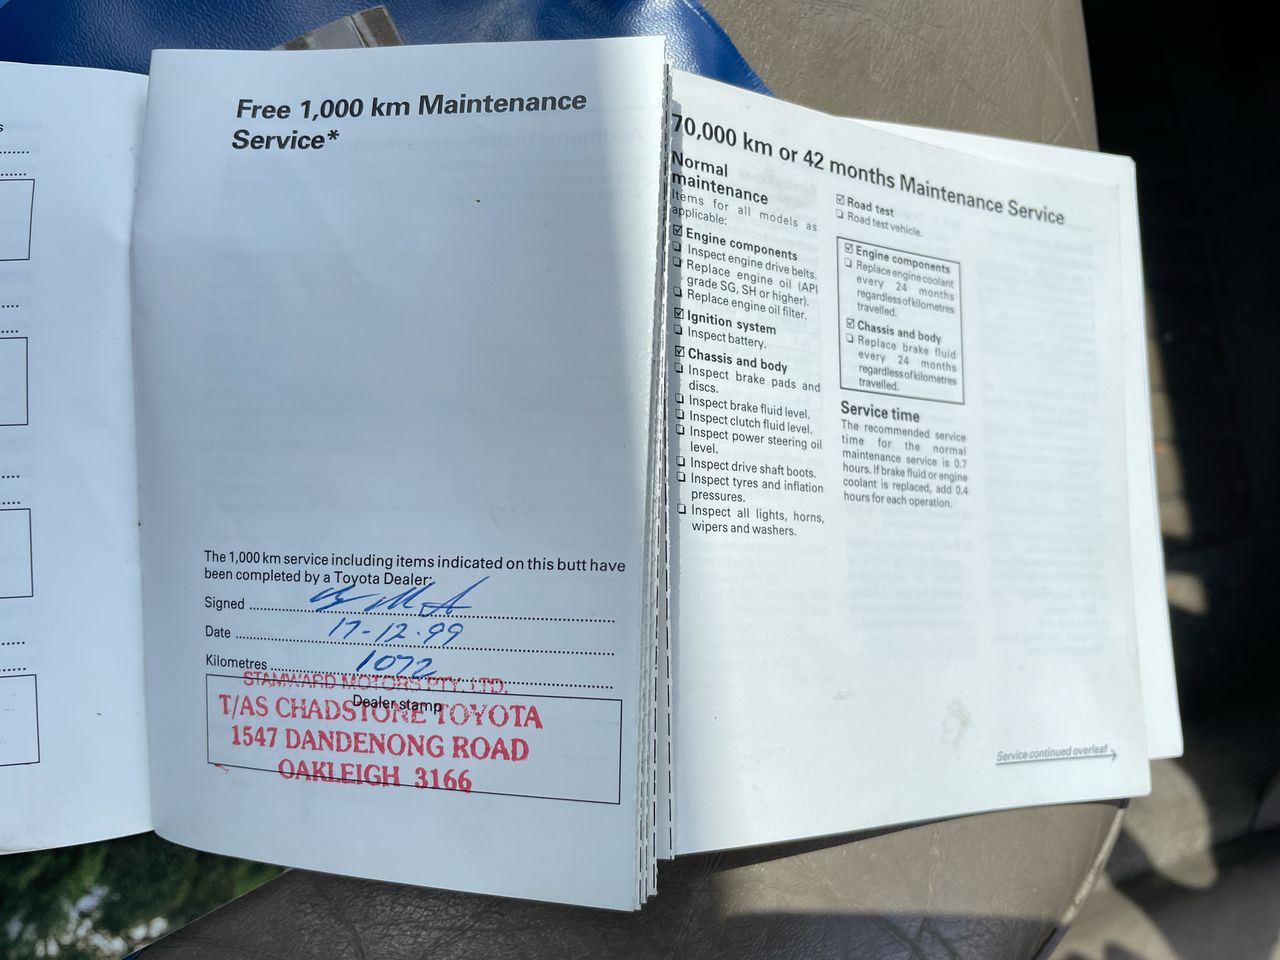 s
Free 1,000 km Maintenance
Service*
The 1,000 km service including items indicated on this butt have
been completed by a Toyota Dealer:
Signed
Date 17-12-99
Kilometres 1072
STAMWARD MOTORS PTY. LTD.
Dealer stamp
T/AS CHADSTONE TOYOTA
1547 DANDENONG ROAD
OAKLEIGH 3166
70,000 km or 42 months Maintenance Service
Normal
maintenance
Items for all models as
applicable:
Engine components
Inspect engine drive belts.
Replace engine oil (API
grade SG, SH or higher).
Replace engine oil filter.
Ignition system
Inspect battery.
Chassis and body
Inspect brake pads and
discs.
Inspect brake fluid level.
Inspect clutch fluid level.
Inspect power steering oil
level.
Inspect drive shaft boots.
Inspect tyres and inflation
pressures.
Inspect all lights, horns,
wipers and washers.
Road test
Road test vehicle.
Engine components
Replace engine coolant
every 24 months
regardless of kilometres
travelled.
Chassis and body
Replace brake fluid
every 24 months
regardless of kilometres
travelled.
Service time
The recommended service
time for the normal
maintenance service is 0.7
hours. If brake fluid or engine
coolant is replaced, add 0.4
hours for each operation.
Service continued overleaf